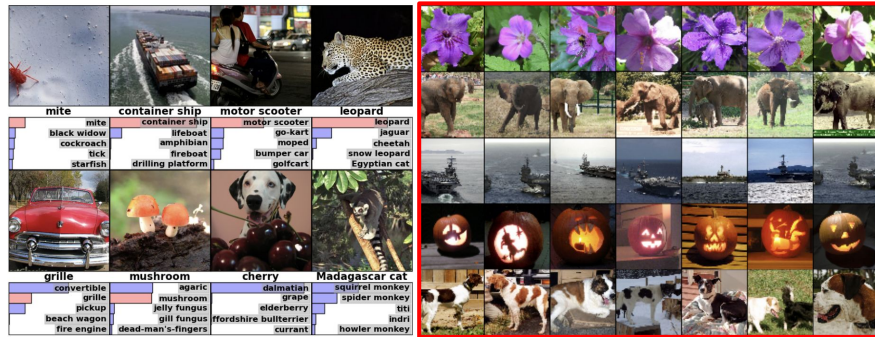 mite
container ship
motor scooter
leopard
mite
black widow
cockroach
tick
starfish
container ship
lifeboat
amphibian
fireboat
drilling platform
motor scooter
go-kart
moped
bumper car
golfcart
leopard
jaguar
cheetah
snow leopard
Egyptian cat
grille
mushroom
cherry
Madagascar cat
convertible
grille
pickup
beach wagon
fire engine
agaric
mushroom
jelly fungus
gill fungus
dead-man's-fingers
dalmatian
grape
elderberry
ffordshire bullterrier
currant
squirrel monkey
spider monkey
titi
indri
howler monkey